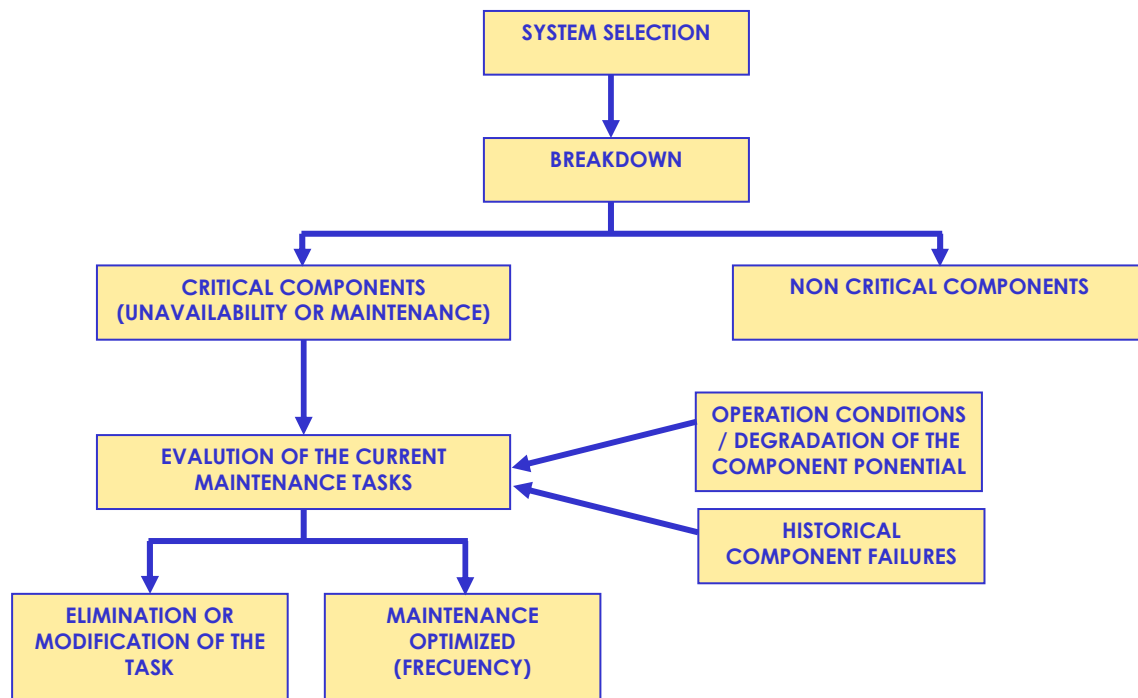 SYSTEM SELECTION
BREAKDOWN
CRITICAL COMPONENTS
(UNAVAILABILITY OR MAINTENANCE)
NON CRITICAL COMPONENTS
OPERATION CONDITIONS
/ DEGRADATION OF THE
COMPONENT PONENTIAL
EVALUTION OF THE CURRENT
MAINTENANCE TASKS
HISTORICAL
COMPONENT FAILURES
ELIMINATION OR
MODIFICATION OF THE
TASK
MAINTENANCE
OPTIMIZED
(FRECUENCY)